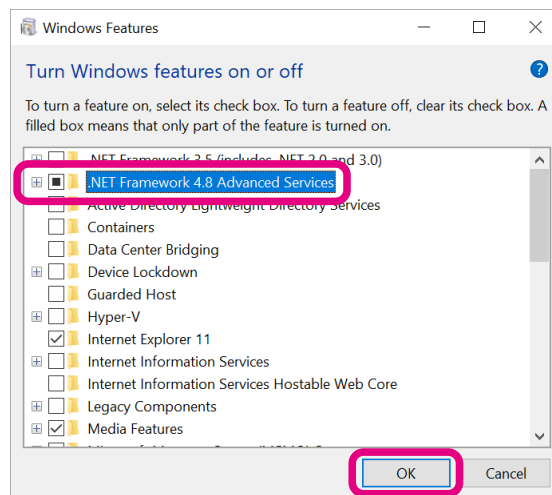 Windows Features
Turn Windows features on or off
?
To turn a feature on, select its check box. To turn a feature off, clear its check box. A
filled box means that only part of the feature is turned on.
.NET Framework 3.5 (includes .NET 2.0 and 3.0)
.NET Framework 4.8 Advanced Services
Active Directory Lightweight Directory Services
Containers
Data Center Bridging
Device Lockdown
Guarded Host
Hyper-V
Internet Explorer 11
Internet Information Services
Internet Information Services Hostable Web Core
Legacy Components
Media Features
OK Cancel